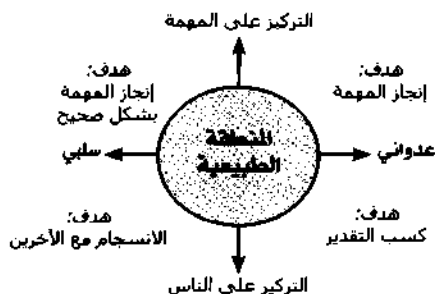 التركيز على المهمة
هدف:
إنجاز المهمة
هدف:
إنجاز المهمة
بشكل صحيح
المنطقة
الطبيعية
عدواني
سلبي
هدف:
كسب التقدير
هدف:
الانسجام مع الأخرين
التركيز على الناس